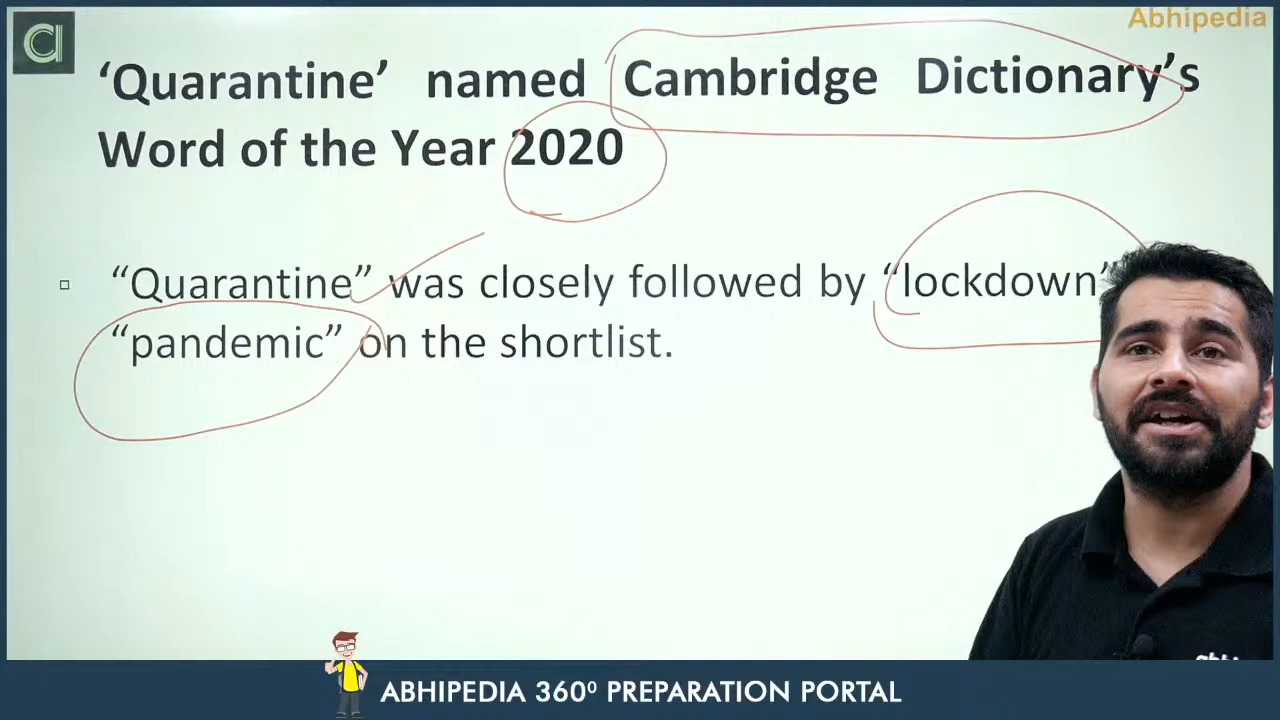 Abhipedia
‘Quarantine’ named Cambridge Dictionary’s
Word of the Year 2020
“Quarantine” was closely followed by “lockdown”
“pandemic” on the shortlist.
ABHIPEDIA 360⁰ PREPARATION PORTAL